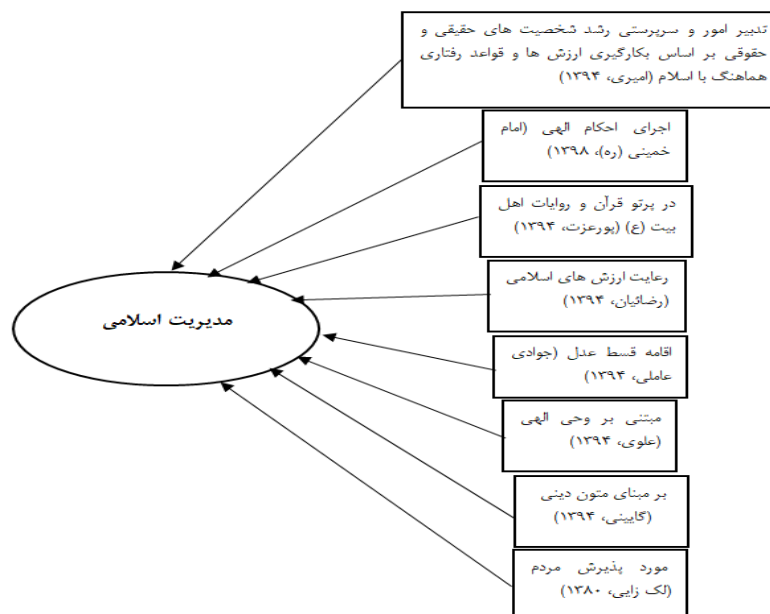 تدبیر امور و سرپرستی رشد شخصیت های حقیقی و
حقوقی بر اساس بکارگیری ارزش ها و قواعد رفتاری
هماهنگ با اسلام (امیری، ۱۳۹۴)
اجرای احکام الهی (امام
خمینی (ره)، ۱۳۹۸)
در پرتو قرآن و روایات اهل
بیت (ع) (پورعزت، ۱۳۹۴)
رعایت ارزش های اسلامی
(رضائیان، ۱۳۹۴)
مدیریت اسلامی
اقامه قسط عدل (جوادی
عاملی، ۱۳۹۴)
مبتنی بر وحی الهی
(علوی، ۱۳۹۴)
بر مبنای متون دینی
(گایینی، ۱۳۹۴)
مورد پذیرش مردم
(لک زایی، ۱۳۸۰)